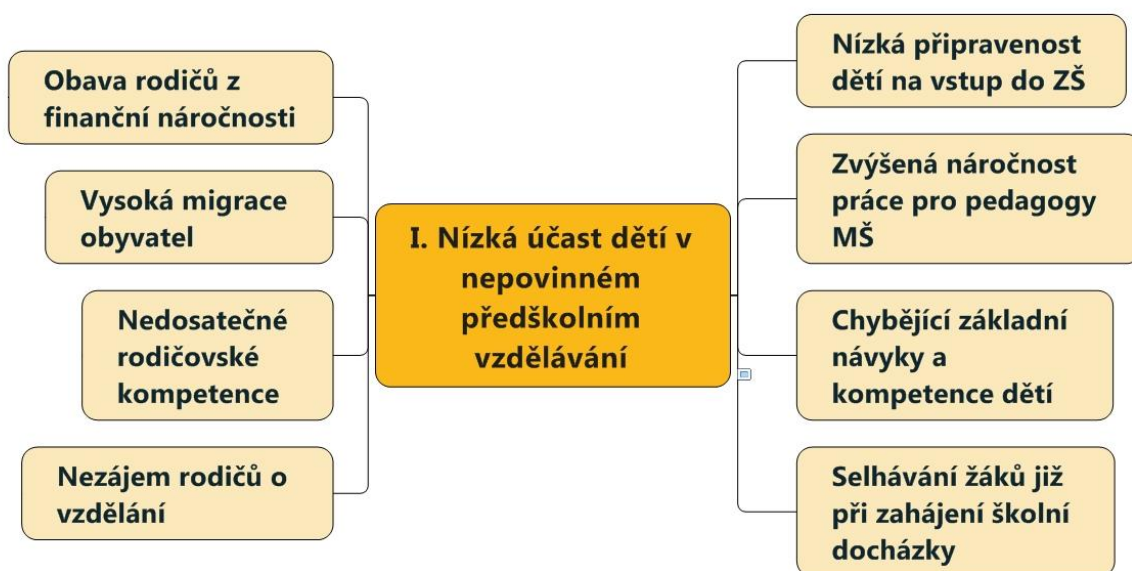 Obava rodičů z
finanční náročnosti
Vysoká migrace
obyvatel
Nedosatečné
rodičovské
kompetence
Nezájem rodičů o
vzdělání
I. Nízká účast dětí v
nepovinném
předškolním
vzdělávání
Nízká připravenost
dětí na vstup do ZŠ
Zvýšená náročnost
práce pro pedagogy
MŠ
Chybějící základní
návyky a
kompetence dětí
Selhávání žáků již
při zahájení školní
docházky